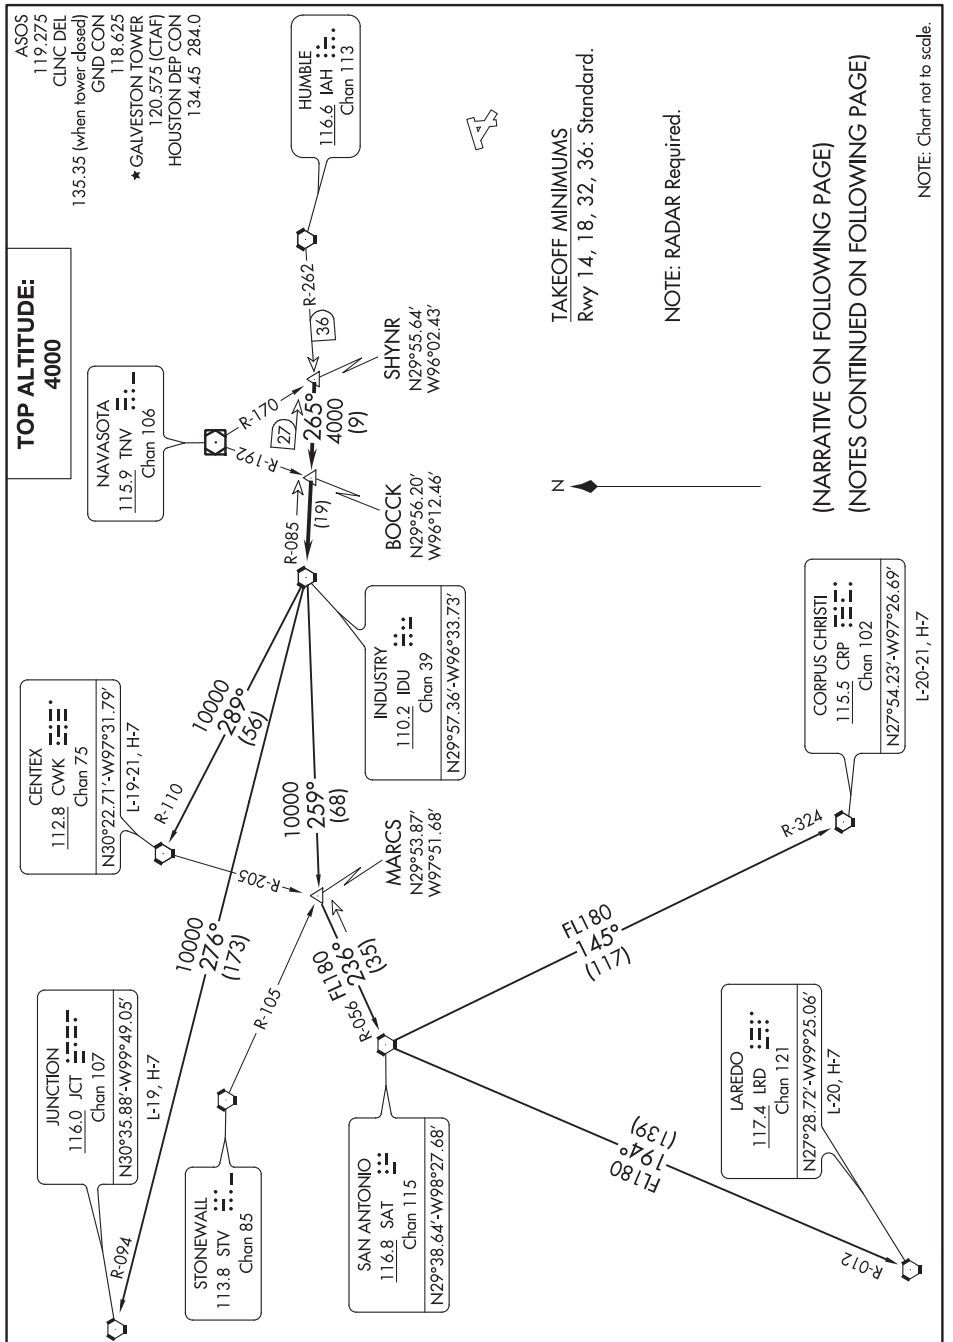 ASOS
119.275
CLNC DEL
135.35 (when tower closed)
GND CON
118.625
★ GALVESTON TOWER
120.575 (CTAF)
HOUSTON DEP CON
134.45 284.0
TOP ALTITUDE:
4000
HUMBLE
116.6 IAH
Chan 113
R-262
36
NAVASOTA
115.9 TNV
Chan 106
R-170
R-192
27
265°
4000
(9)
SHYNR
N29°55.64'
W96°02.43'
R-085
(19)
BOCCK
N29°56.20'
W96°12.46'
INDUSTRY
110.2 IDU
Chan 39
N29°57.36'-W96°33.73'
CENTEX
112.8 CWK
Chan 75
N30°22.71'-W97°31.79'
L-19-21, H-7
R-110
10000
289°
(56)
R-205
10000
259°
(68)
MARCS
N29°53.87'
W97°51.68'
10000
276°
(173)
JUNCTION
116.0 JCT
Chan 107
N30°35.88'-W99°49.05'
L-19, H-7
R-094
R-105
STONEWALL
113.8 STV
Chan 85
R-056
FL180
236°
(35)
SAN ANTONIO
116.8 SAT
Chan 115
N29°38.64'-W98°27.68'
FL180
145°
(117)
R-324
CORPUS CHRISTI
115.5 CRP
Chan 102
N27°54.23'-W97°26.69'
L-20-21, H-7
FL180
194°
(139)
R-012
LAREDO
117.4 LRD
Chan 121
N27°28.72'-W99°25.06'
L-20, H-7
N
TAKEOFF MINIMUMS
Rwy 14, 18, 32, 36: Standard.
NOTE: RADAR Required.
(NARRATIVE ON FOLLOWING PAGE)
(NOTES CONTINUED ON FOLLOWING PAGE)
NOTE: Chart not to scale.